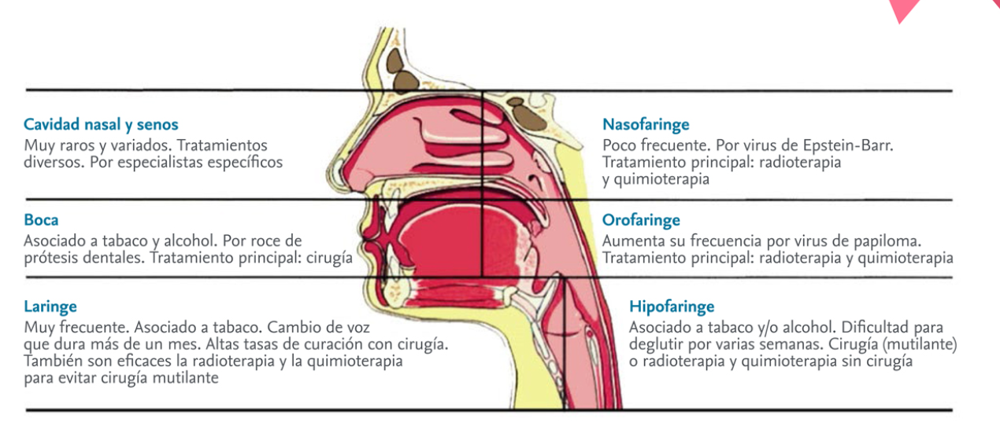 Cavidad nasal y senos
Muy raros y variados. Tratamientos
diversos. Por especialistas específicos
Nasofaringe
Poco frecuente. Por virus de Epstein-Barr.
Tratamiento principal: radioterapia
y quimioterapia
Boca
Asociado a tabaco y alcohol. Por roce de
prótesis dentales. Tratamiento principal: cirugía
Orofaringe
Aumenta su frecuencia por virus de papiloma.
Tratamiento principal: radioterapia y quimioterapia
Laringe
Muy frecuente. Asociado a tabaco. Cambio de voz
que dura más de un mes. Altas tasas de curación con cirugía.
También son eficaces la radioterapia y la quimioterapia
para evitar cirugía mutilante
Hipofaringe
Asociado a tabaco y/o alcohol. Dificultad para
deglutir por varias semanas. Cirugía (mutilante)
o radioterapia y quimioterapia sin cirugía